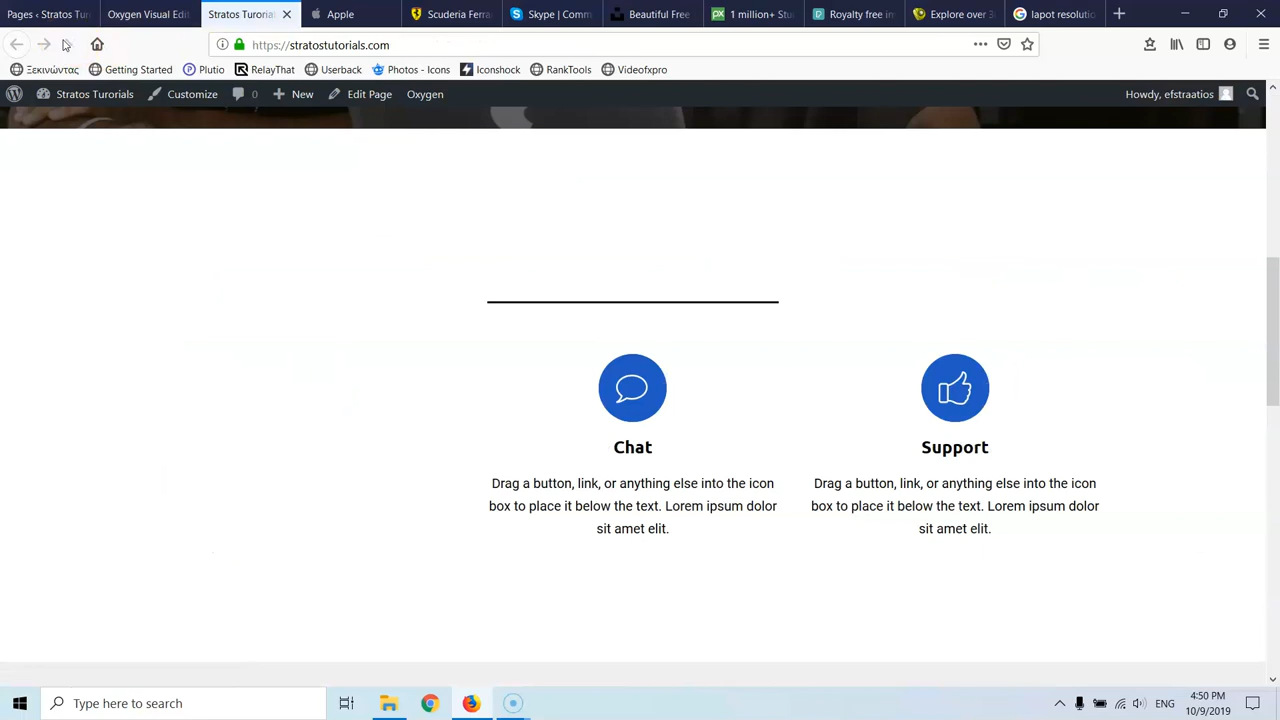 Pages ‹ Stratos Turi
Oxygen Visual Edit
Stratos Turorial
Apple
Scuderia Ferra
Skype | Comm
Beautiful Free
1 million+ Stu
Royalty free im
Explore over 3
lapot resolutio
https://stratostutorials.com
Ξεκινώντας
Getting Started
Plutio
RelayThat
Userback
Photos - Icons
Iconshock
RankTools
Videofxpro
Stratos Turorials
Customize
0
New
Edit Page
Oxygen
Howdy, efstraatios
Chat
Support
Drag a button, link, or anything else into the icon
box to place it below the text. Lorem ipsum dolor
sit amet elit.
Drag a button, link, or anything else into the icon
box to place it below the text. Lorem ipsum dolor
sit amet elit.
Type here to search
ENG
4:50 PM
10/9/2019